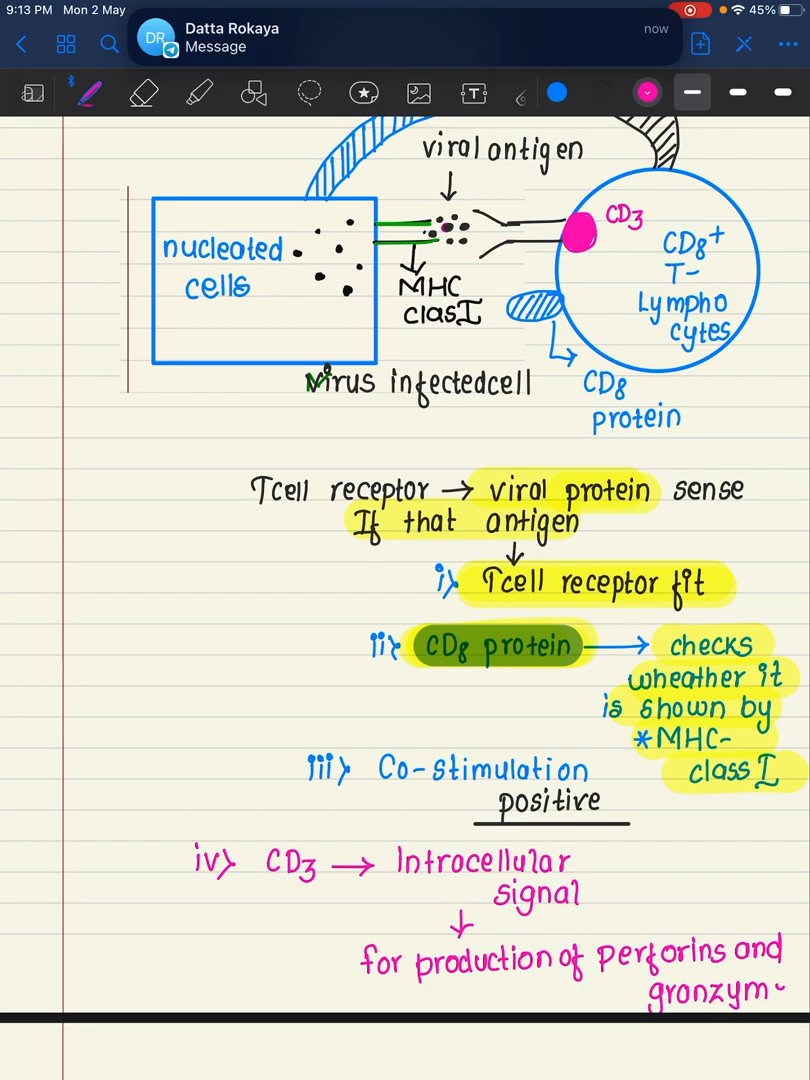 9:13 PM Mon 2 May
45%
DR
Datta Rokaya
Message
now
T
viral antigen
nucleated
cells
CD3
CD8+
T-
Lympho
cytes
MHC
clasI
Virus infectedcell
CD8
protein
Tcell receptor → viral protein sense
If that antigen
↓
i> Tcell receptor fit
ii> CD8 protein → checks
wheather it
is shown by
*MHC-
class I
iii> Co-stimulation
positive
iv> CD3 → Introcellular
signal
↓
for production of perforins and
gronzym